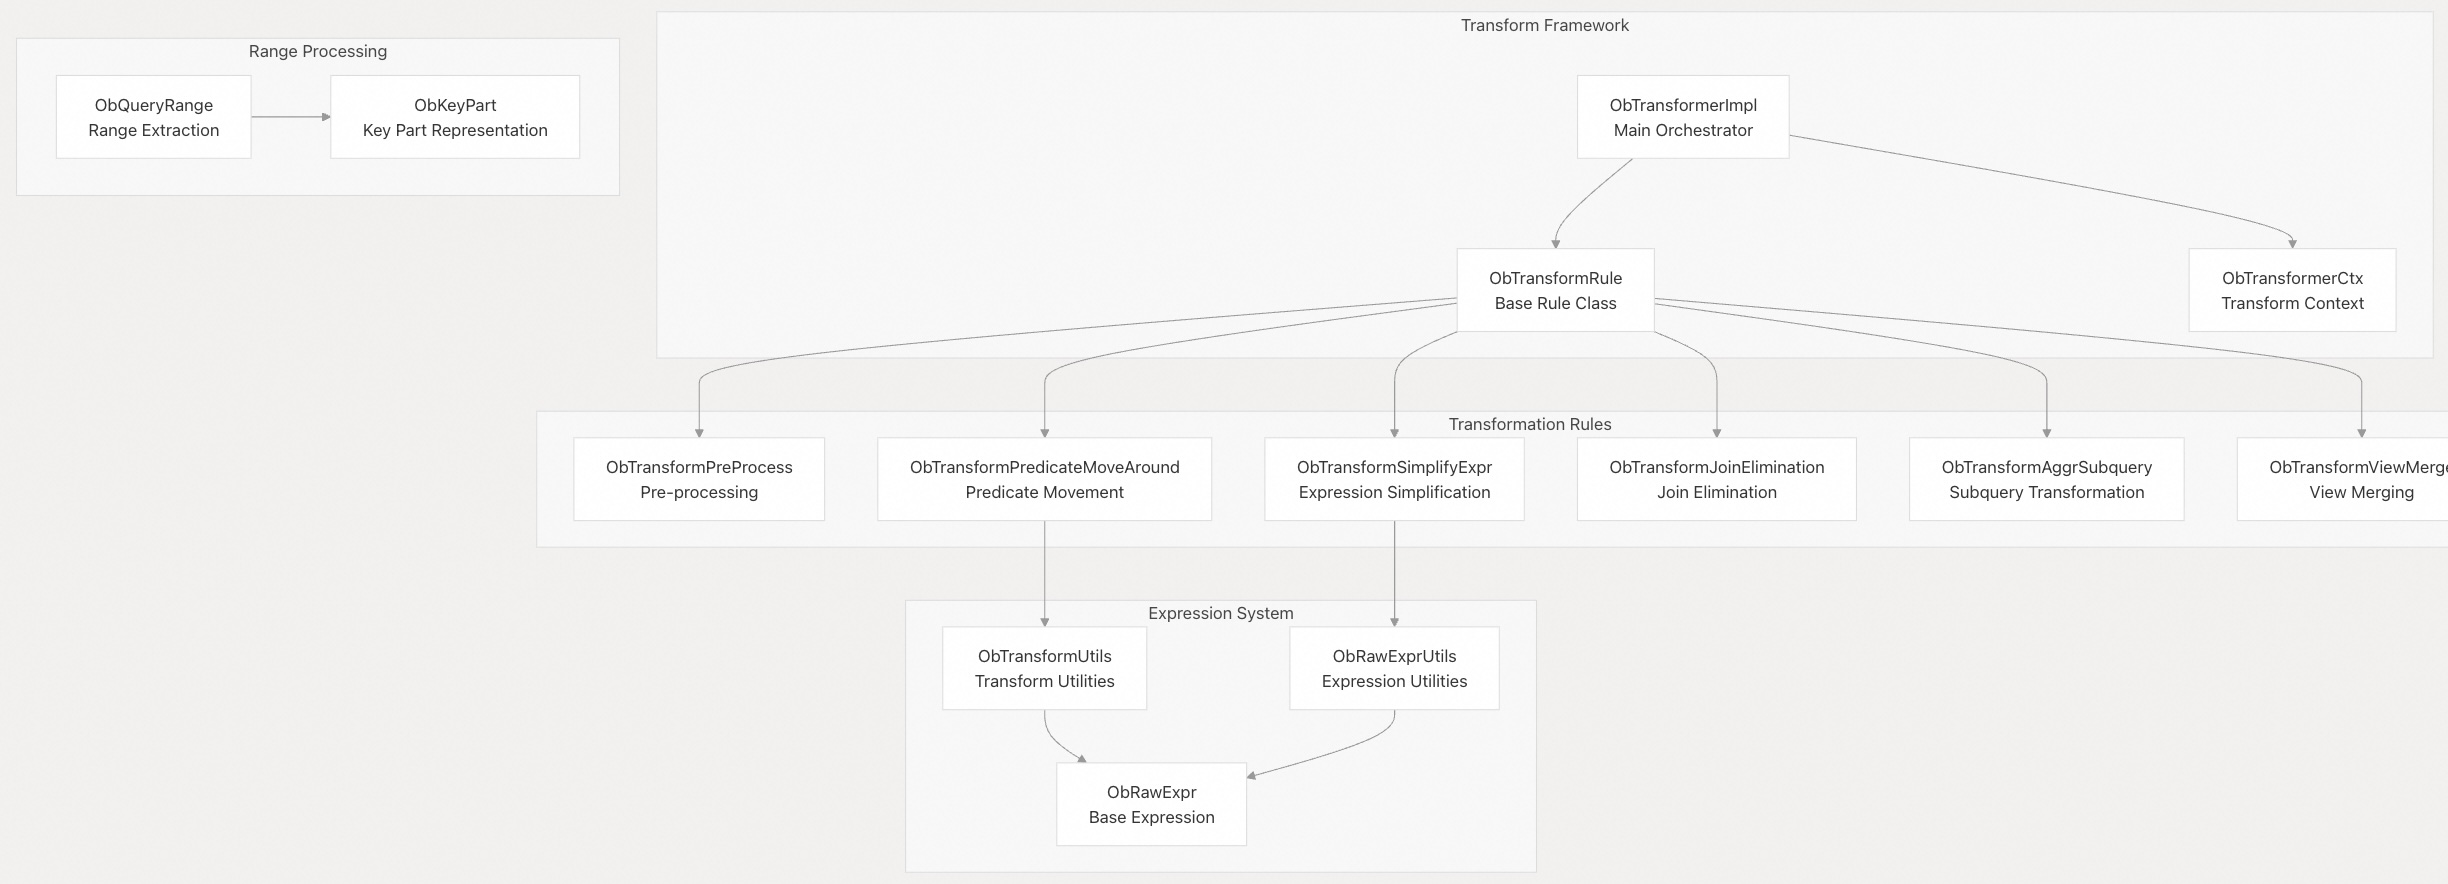 Range Processing
ObQueryRange
Range Extraction
ObKeyPart
Key Part Representation
Transform Framework
ObTransformerImpl
Main Orchestrator
ObTransformRule
Base Rule Class
ObTransformerCtx
Transform Context
Transformation Rules
ObTransformPreProcess
Pre-processing
ObTransformPredicateMoveAround
Predicate Movement
ObTransformSimplifyExpr
Expression Simplification
ObTransformJoinElimination
Join Elimination
ObTransformAggrSubquery
Subquery Transformation
ObTransformViewMerge
View Merging
Expression System
ObTransformUtils
Transform Utilities
ObRawExprUtils
Expression Utilities
ObRawExpr
Base Expression